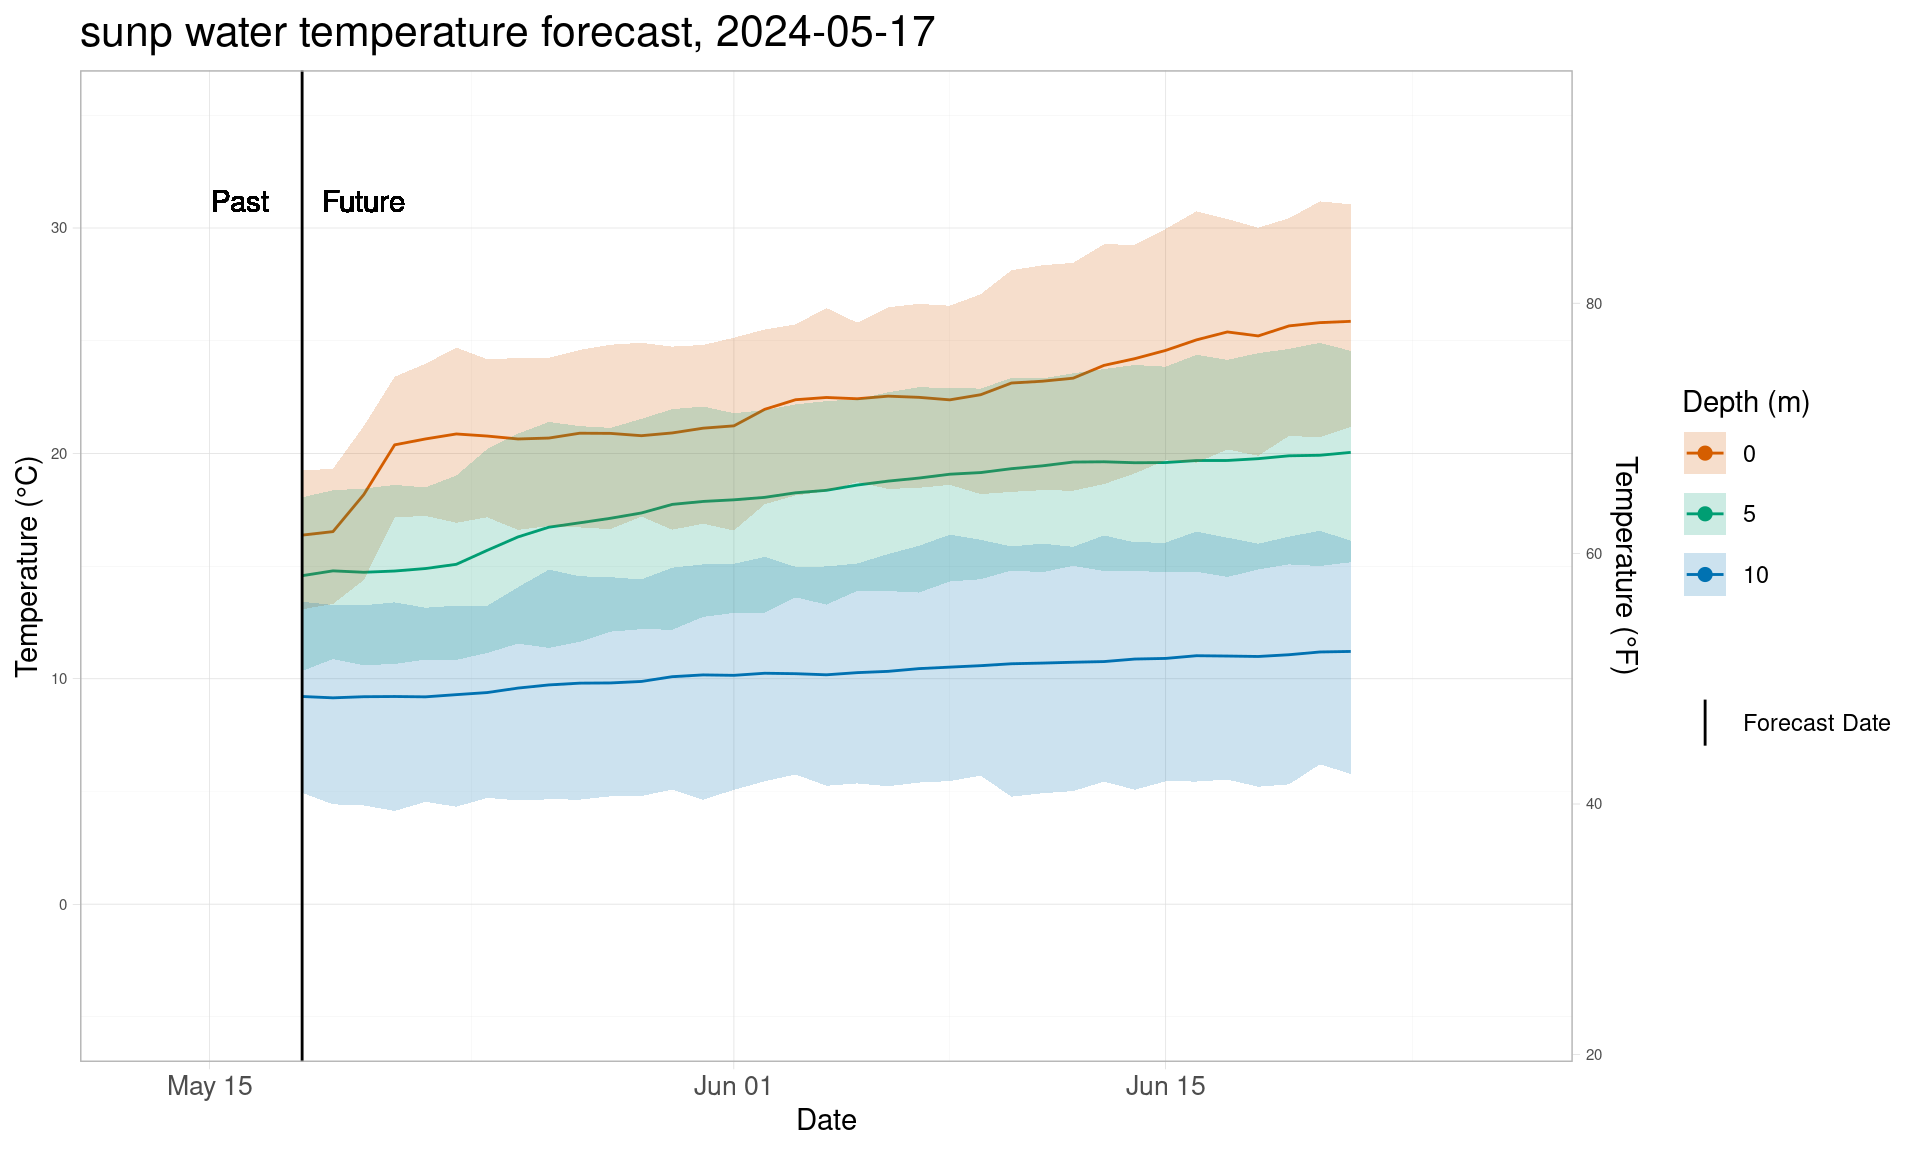 sunp water temperature forecast, 2024-05-17
Past
Future
30
20
10
0
Temperature (°C)
80
60
40
20
Temperature (°F)
May 15
Jun 01
Jun 15
Date
Depth (m)
0
5
10
Forecast Date